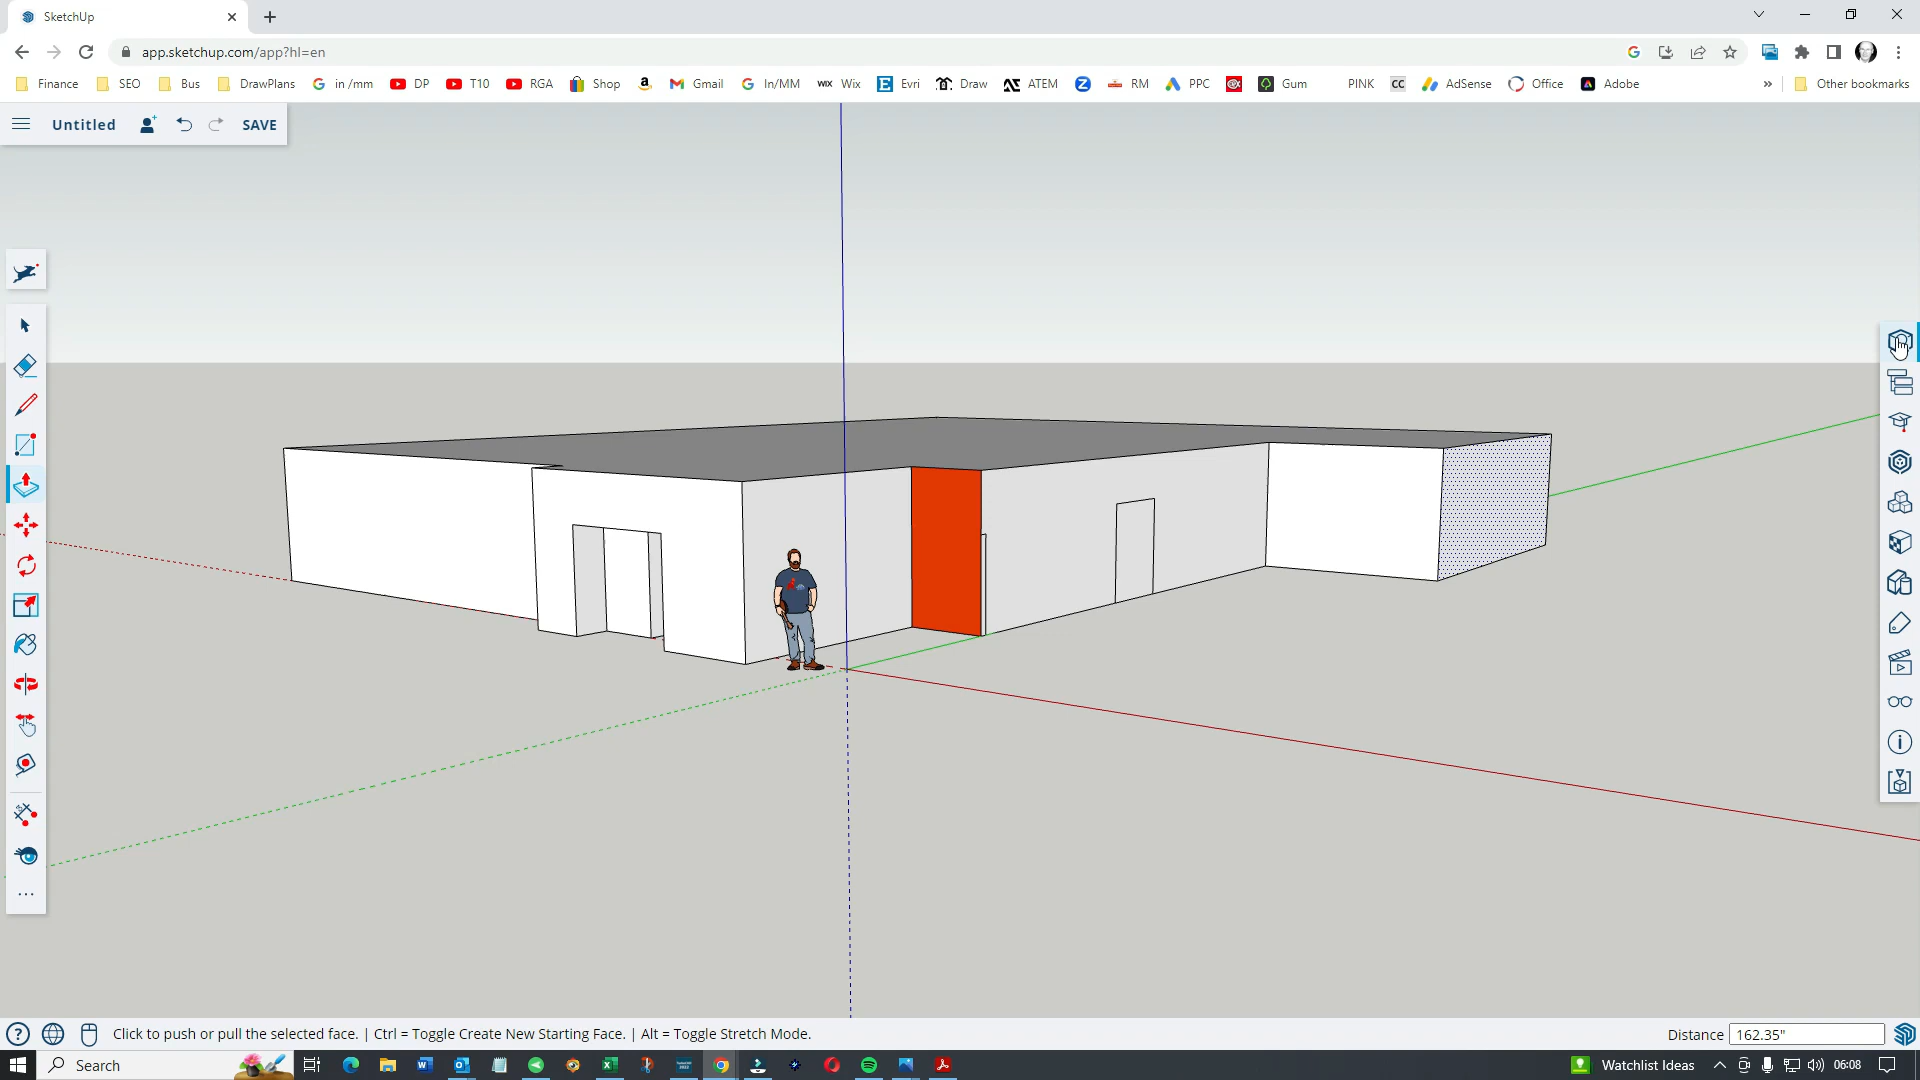 SketchUp
app.sketchup.com/app?hl=en
Finance SEO Bus DrawPlans in /mm DP T10 RGA Shop Gmail In/MM WIX Wix Evri Draw ATEM RM PPC Gum PINK CC AdSense Office Adobe » Other bookmarks
Untitled SAVE
Click to push or pull the selected face. | Ctrl = Toggle Create New Starting Face. | Alt = Toggle Stretch Mode. Distance 162.35"
Search Watchlist Ideas 06:08